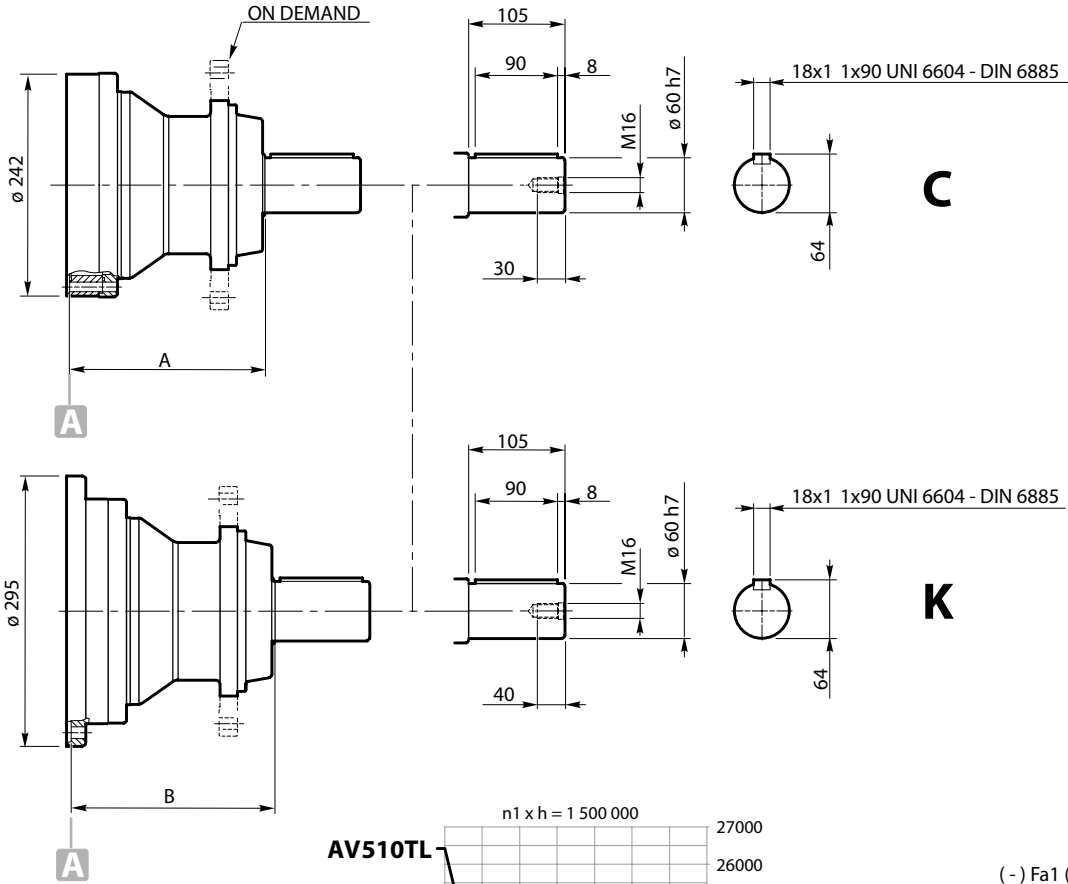 ON DEMAND
105
90
8
18x1 1x90 UNI 6604 - DIN 6885
ø 60 h7
M16
ø 242
C
64
30
A
A
105
90
8
18x1 1x90 UNI 6604 - DIN 6885
ø 60 h7
M16
ø 295
K
64
40
B
n1 x h = 1 500 000
27000
AV510TL
A
26000
( - ) Fa1 (